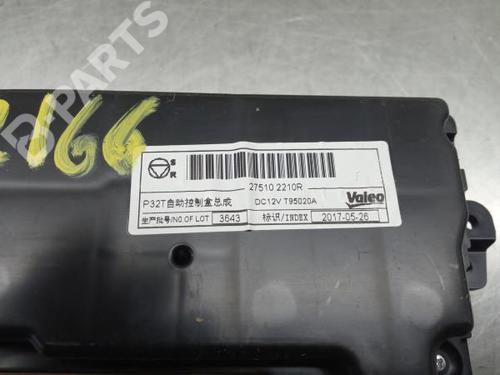 B-PARTS
2166
S
R
27510 2210R
P32T自动控制盒总成
DC12V T95020A
Valeo
生产批号/NO.OF LOT
3643
标识/INDEX
2017-05-26